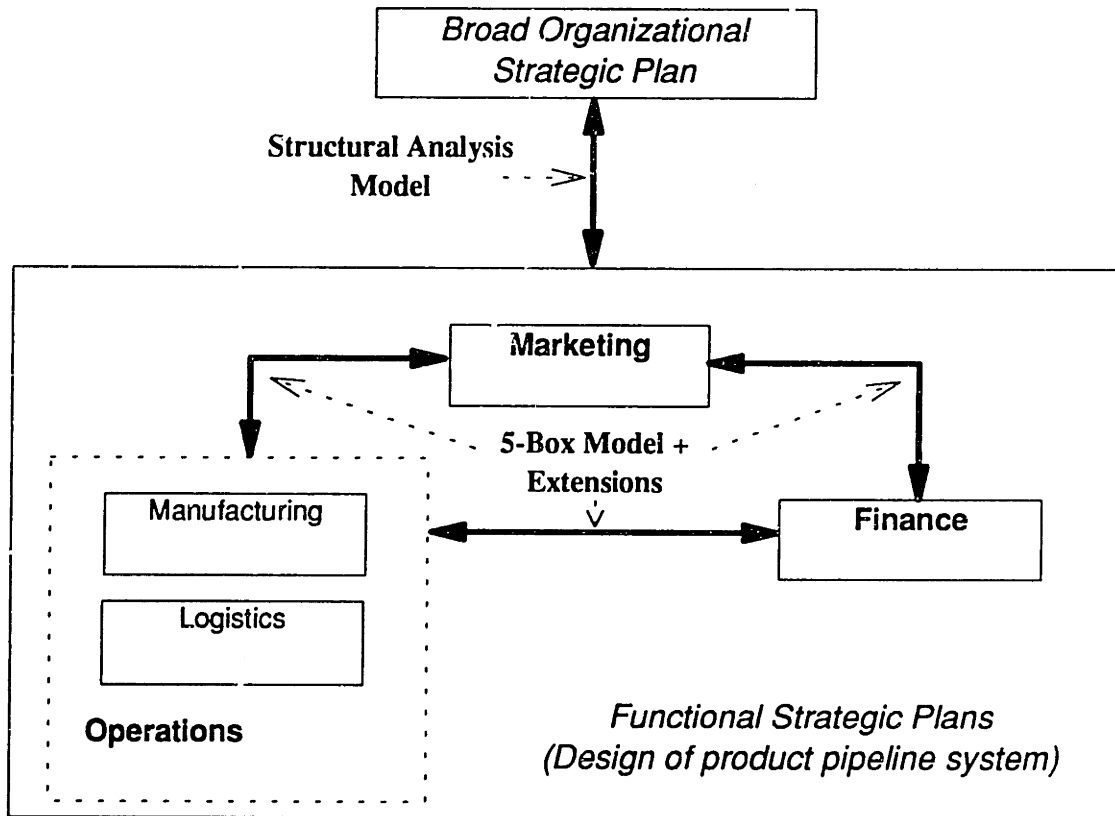 Broad Organizational
Strategic Plan
Structural Analysis
Model
Marketing
5-Box Model +
Extensions
Manufacturing
Finance
Logistics
Operations
Functional Strategic Plans
(Design of product pipeline system)